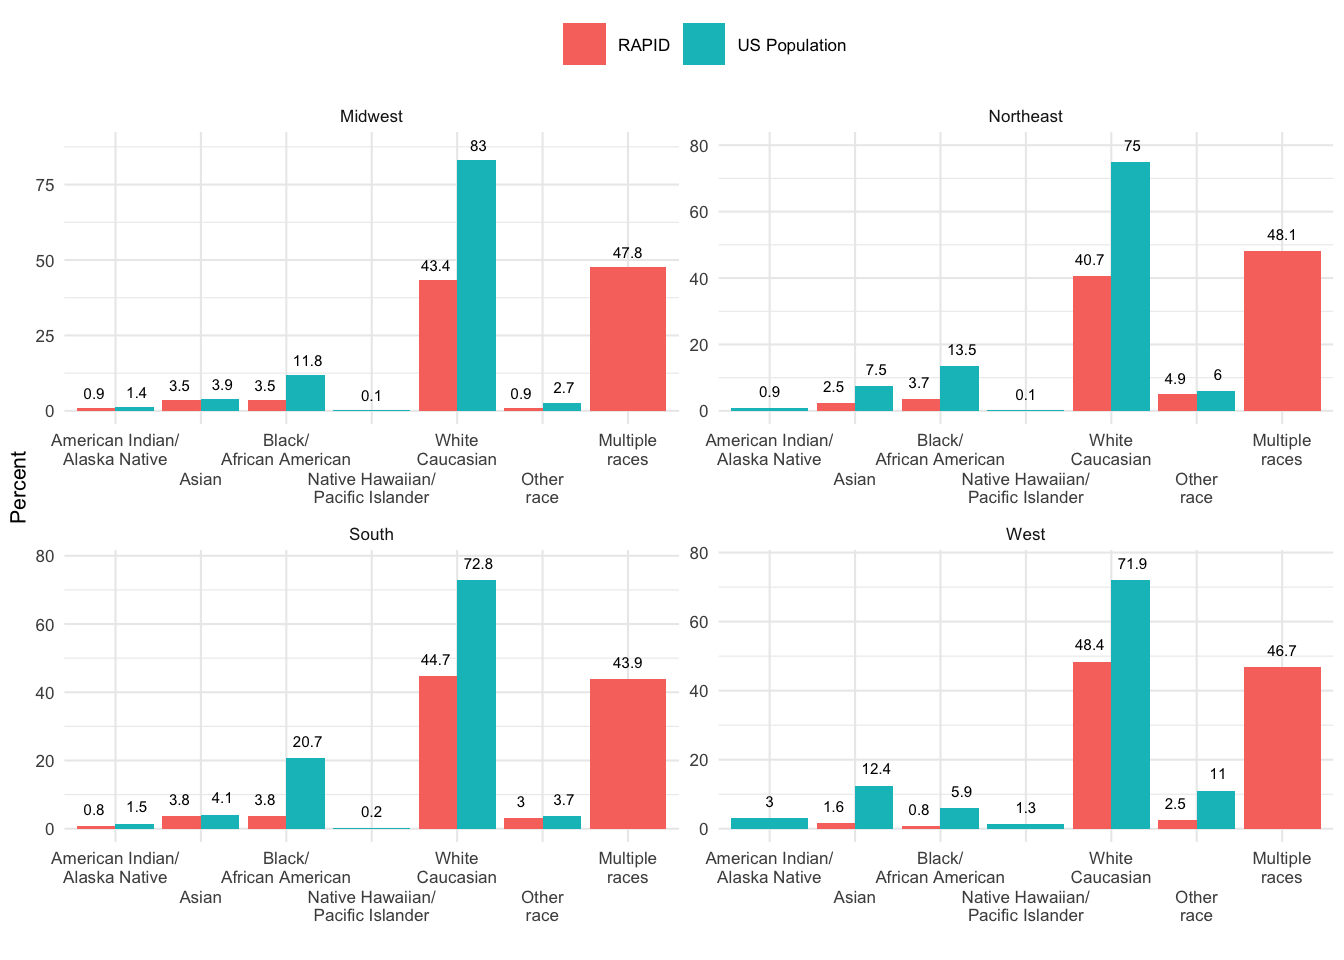 RAPID US Population
Midwest
75
50
25
0
0.9 1.4 3.5 3.9 3.5 11.8 0.1 43.4 83 0.9 2.7 47.8
American Indian/ Black/ White Multiple
Alaska Native African American Caucasian races
Asian Native Hawaiian/ Other
Pacific Islander race
Northeast
80
60
40
20
0
0.9 2.5 7.5 3.7 13.5 0.1 40.7 75 4.9 6 48.1
American Indian/ Black/ White Multiple
Alaska Native African American Caucasian races
Asian Native Hawaiian/ Other
Pacific Islander race
Percent
South
80
60
40
20
0
0.8 1.5 3.8 4.1 3.8 20.7 0.2 44.7 72.8 3 3.7 43.9
American Indian/ Black/ White Multiple
Alaska Native African American Caucasian races
Asian Native Hawaiian/ Other
Pacific Islander race
West
80
60
40
20
0
3 1.6 12.4 0.8 5.9 1.3 48.4 71.9 2.5 11 46.7
American Indian/ Black/ White Multiple
Alaska Native African American Caucasian races
Asian Native Hawaiian/ Other
Pacific Islander race